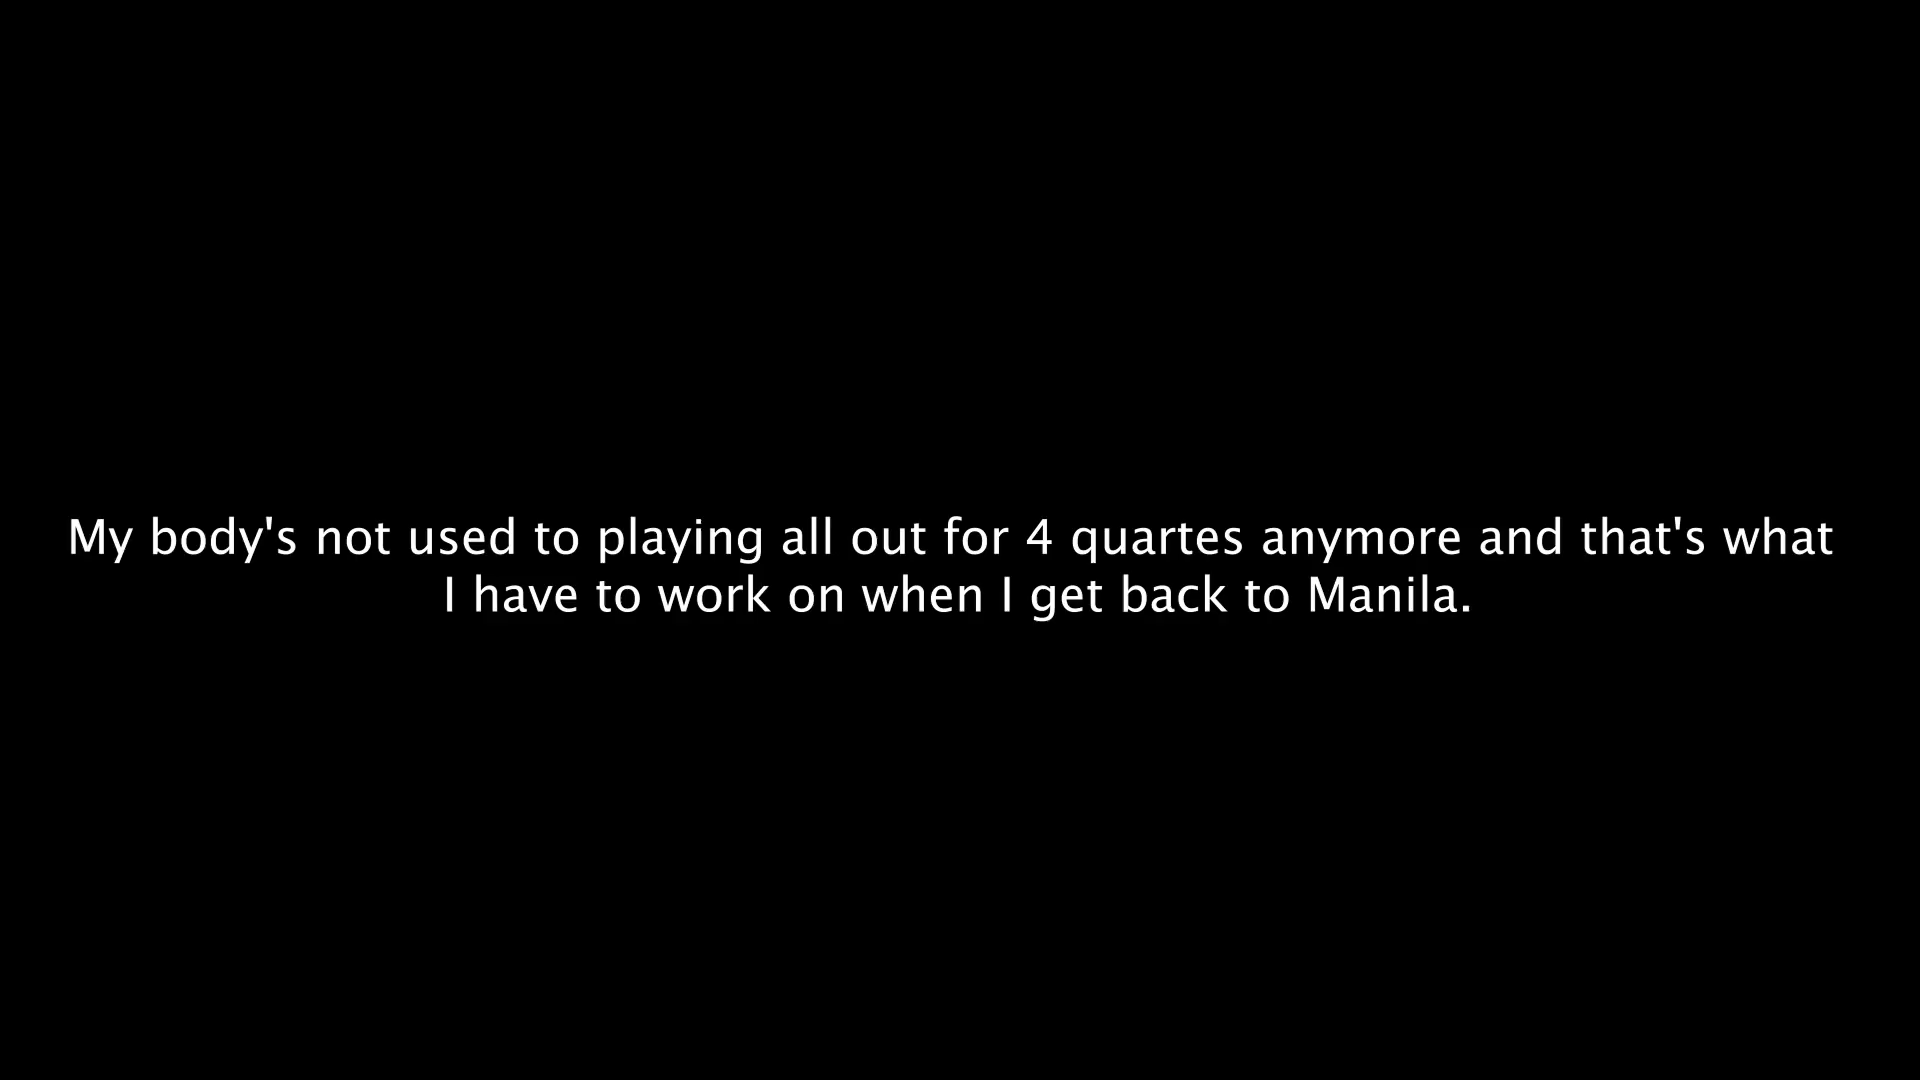 My body's not used to playing all out for 4 quartes anymore and that's what
I have to work on when I get back to Manila.